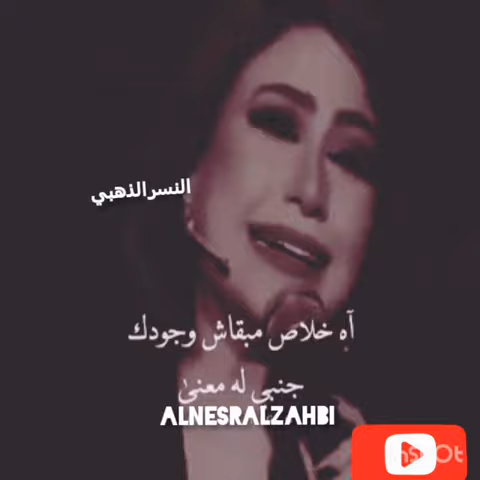 النسرالذهبي
آه خلاص مبقاش وجودك
جنبي له معنىٰ
ALNESRALZAHBI